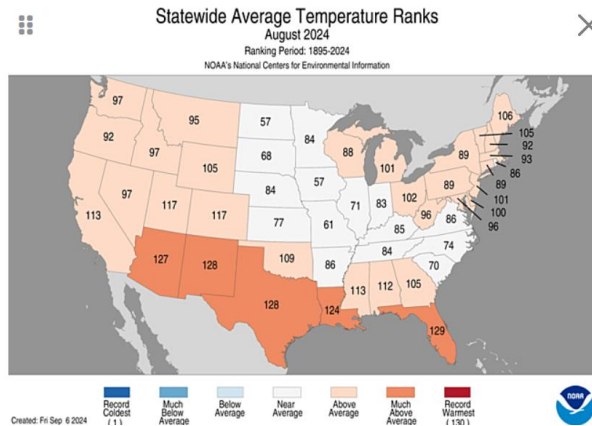 Statewide Average Temperature Ranks
August 2024
Ranking Period: 1895-2024
NOAA's National Centers for Environmental Information
97
95
57
84
106
92
97
105
68
88
101
89
105
92
93
86
89
101
100
96
113
97
117
117
84
77
57
61
71
83
102
96
89
86
85
84
74
70
127
128
109
86
128
124
113
112
105
129
Record
Coldest
(1)
Much
Below
Average
Below
Average
Near
Average
Above
Average
Much
Above
Average
Record
Warmest
(130)
Created: Fri Sep 6 2024
NOAA